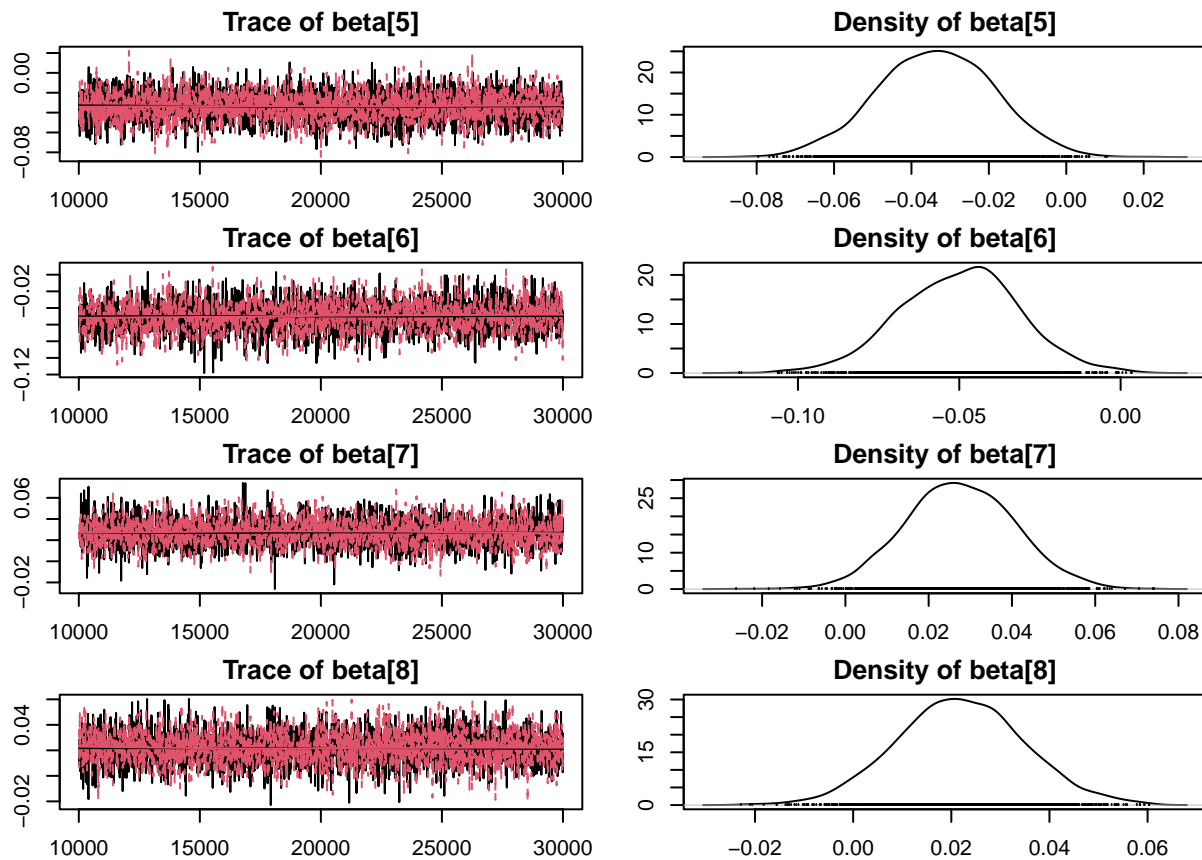 Trace of beta[5]
0.00
−0.08
10000 15000 20000 25000 30000
Density of beta[5]
20
10
0
−0.08 −0.06 −0.04 −0.02 0.00 0.02
Trace of beta[6]
−0.02
−0.12
10000 15000 20000 25000 30000
Density of beta[6]
20
10
0
−0.10 −0.05 0.00
Trace of beta[7]
0.06
−0.02
10000 15000 20000 25000 30000
Density of beta[7]
25
10
0
−0.02 0.00 0.02 0.04 0.06 0.08
Trace of beta[8]
0.04
−0.02
10000 15000 20000 25000 30000
Density of beta[8]
30
15
0
−0.02 0.00 0.02 0.04 0.06